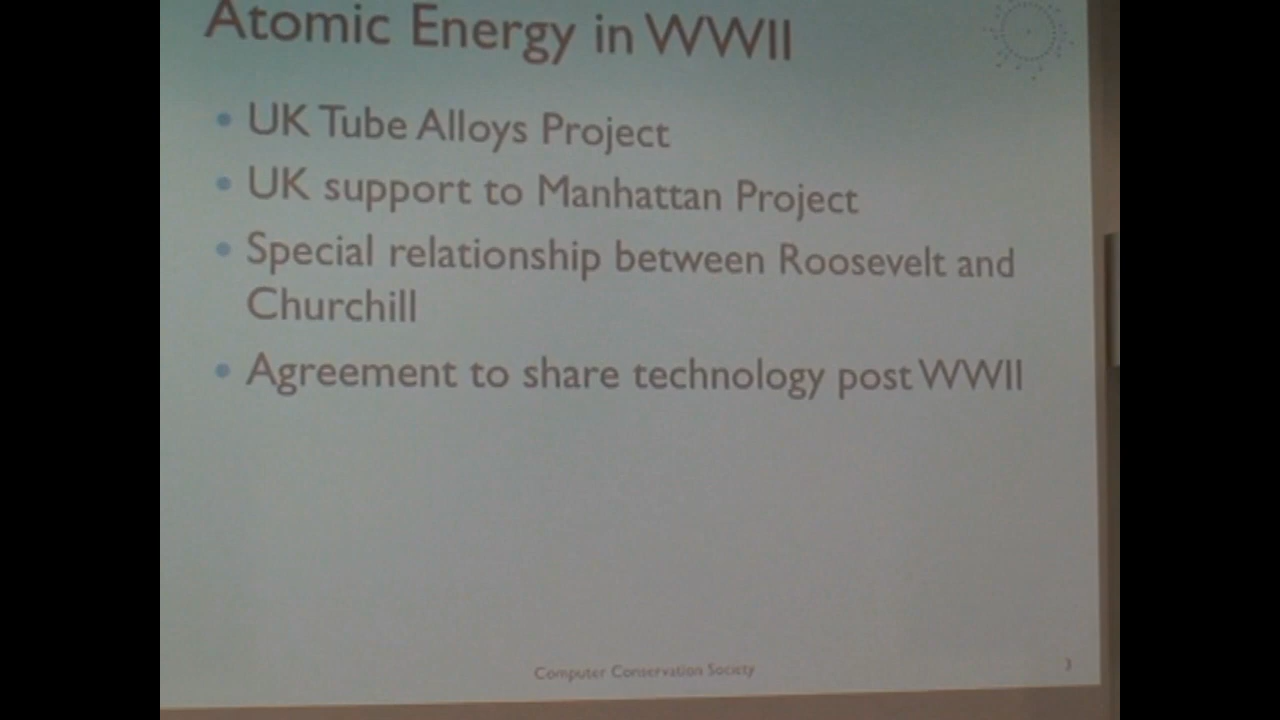 Atomic Energy in WWII
• UK Tube Alloys Project
• UK support to Manhattan Project
• Special relationship between Roosevelt and
Churchill
• Agreement to share technology post WWII
Computer Conservation Society
3